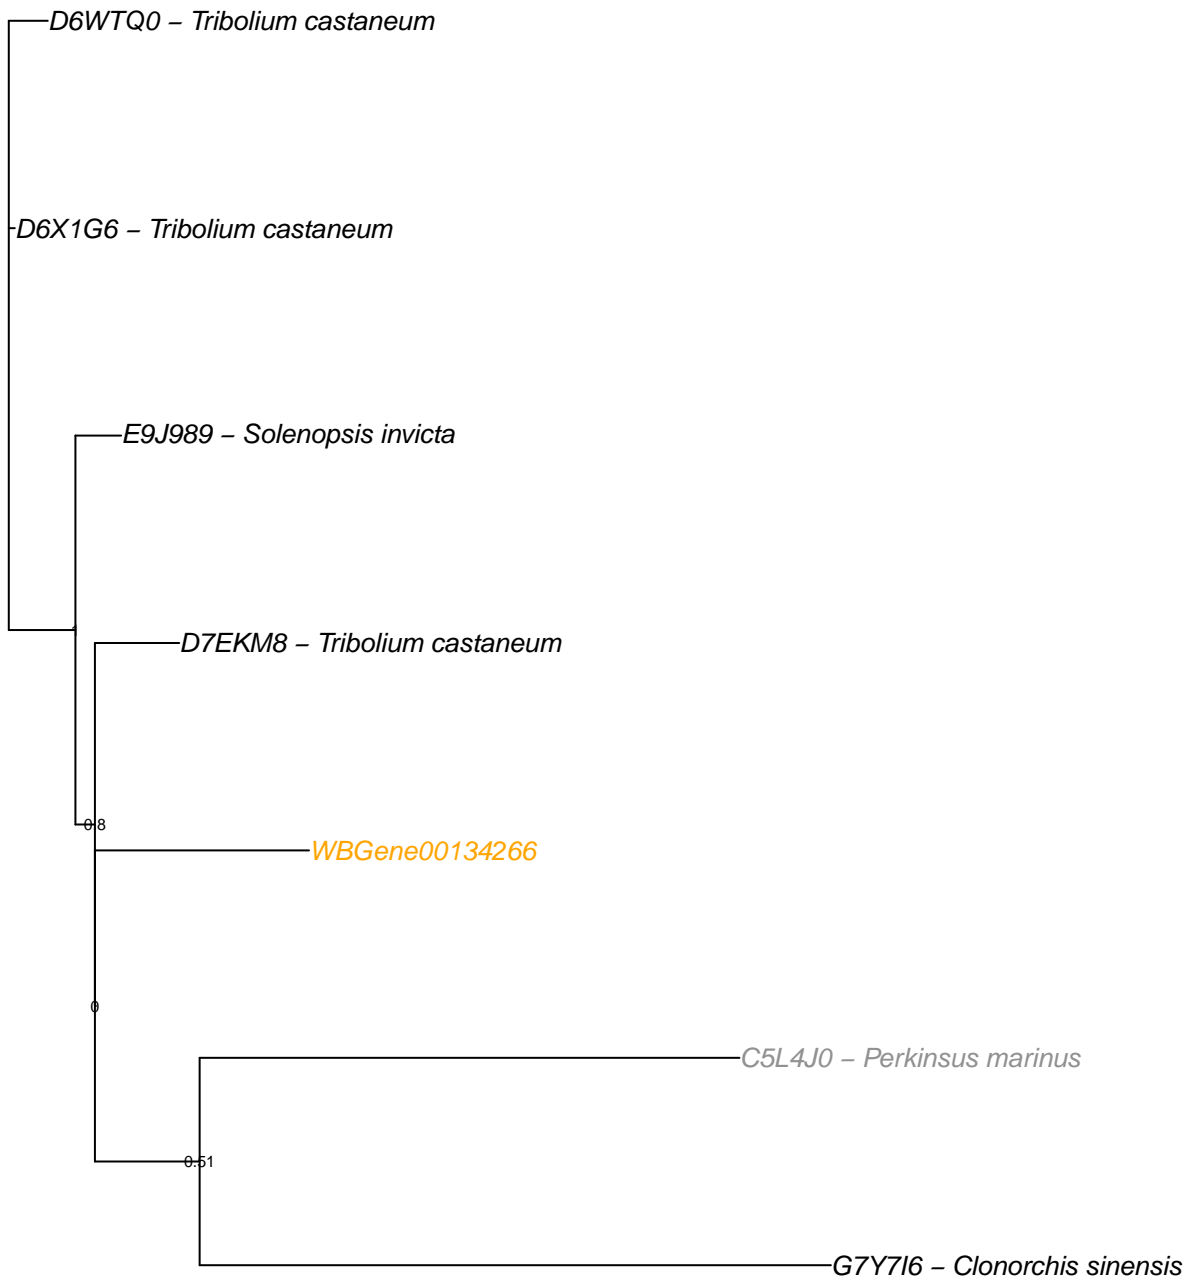 D6WTQ0 – Tribolium castaneum
D6X1G6 – Tribolium castaneum
E9J989 – Solenopsis invicta
1
D7EKM8 – Tribolium castaneum
0.8
WBGene00134266
0
C5L4J0 – Perkinsus marinus
0.51
G7Y7I6 – Clonorchis sinensis